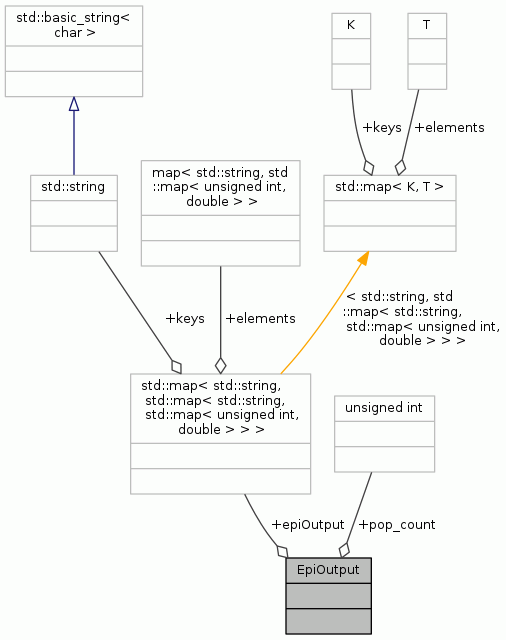 std::basic_string<
char >
K
T
+keys
+elements
std::string
map< std::string, std
::map< unsigned int,
double > >
std::map< K, T >
+keys
+elements
< std::string, std
::map< std::string,
std::map< unsigned int,
double > > >
std::map< std::string,
std::map< std::string,
std::map< unsigned int,
double > > >
unsigned int
+epiOutput
+pop_count
EpiOutput